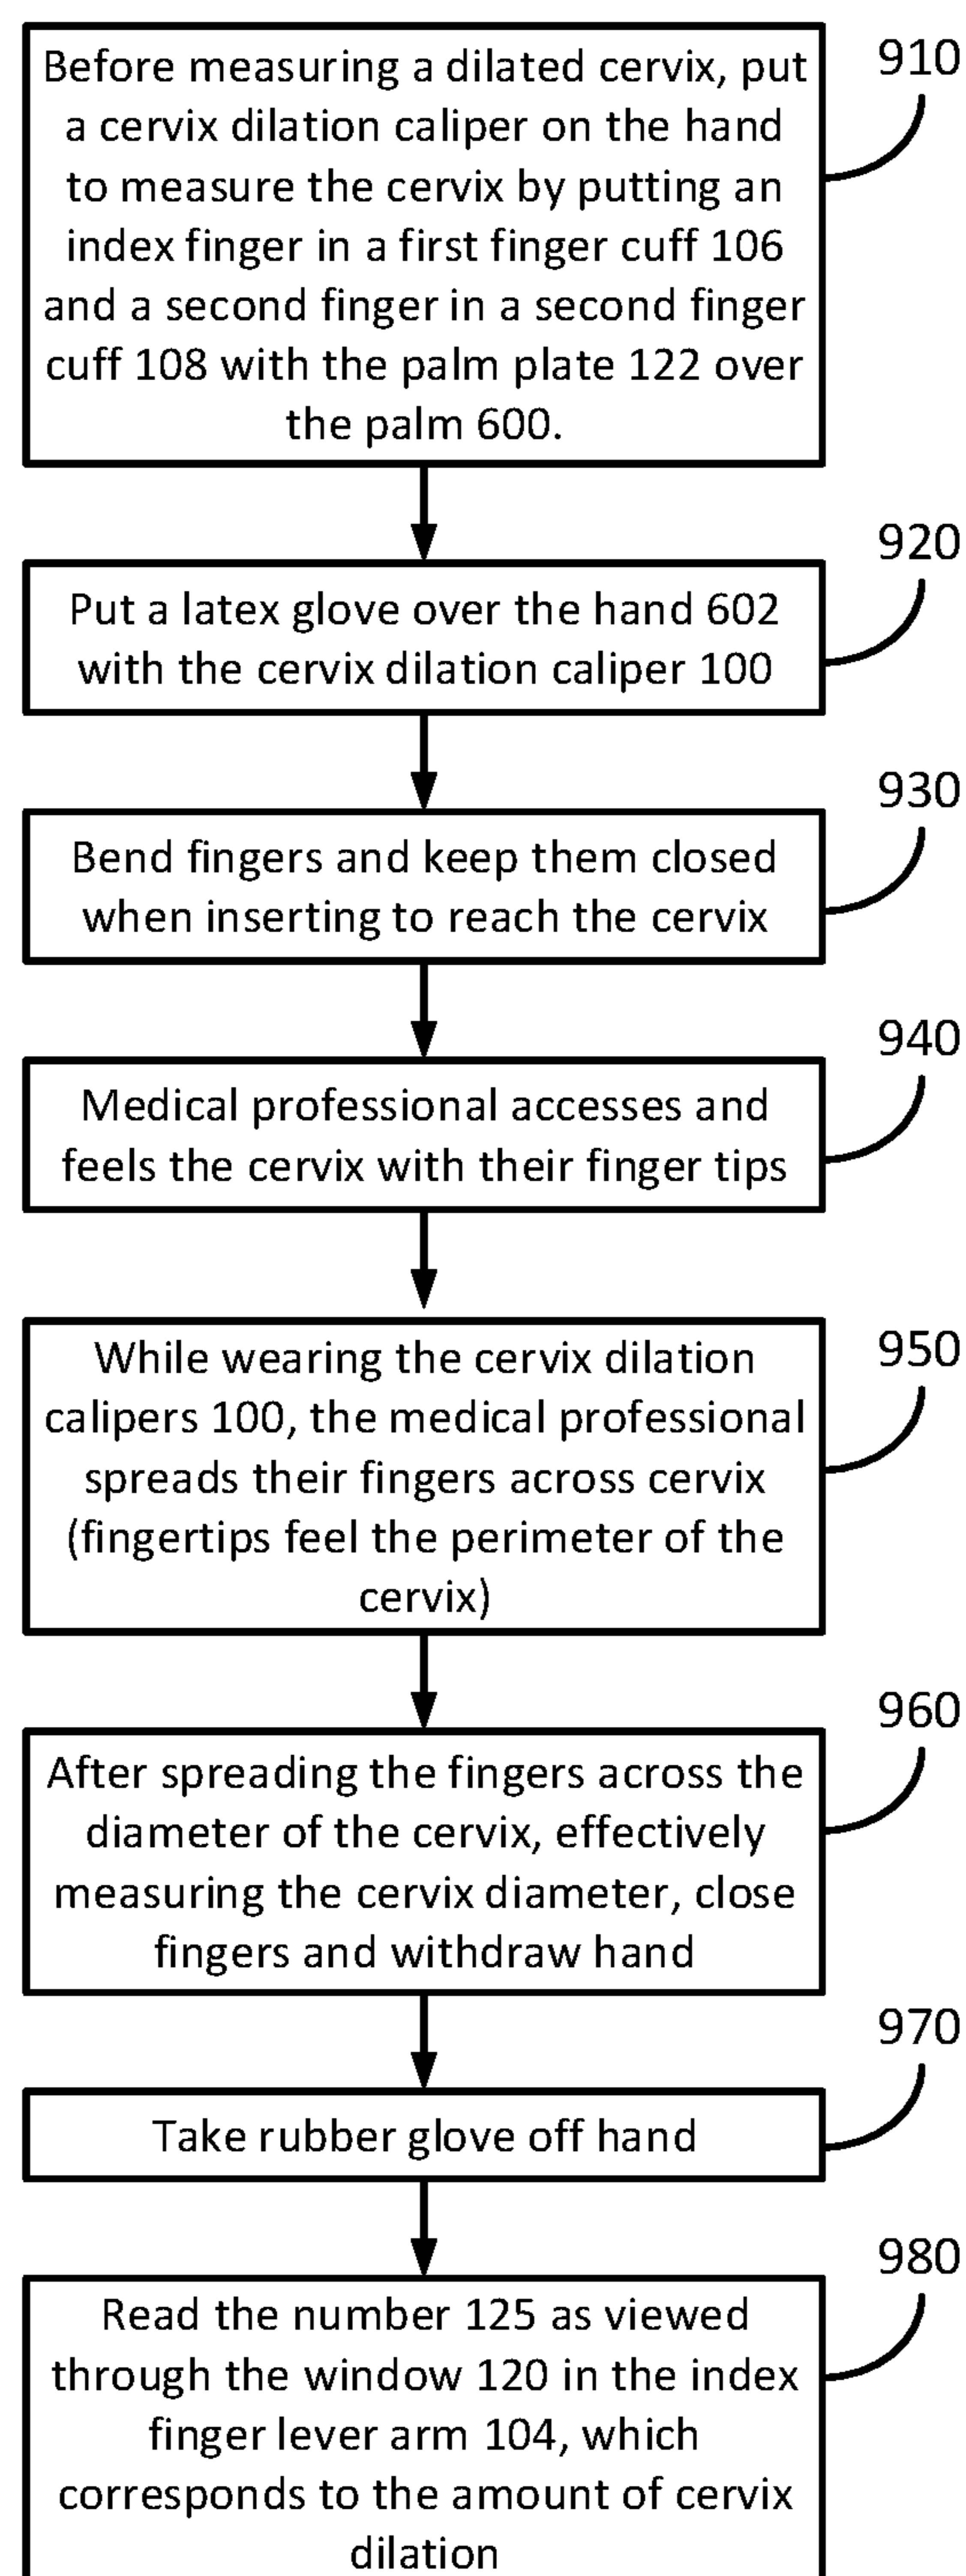 Before measuring a dilated cervix, put
a cervix dilation caliper on the hand
to measure the cervix by putting an
index finger in a first finger cuff 106
and a second finger in a second finger
cuff 108 with the palm plate 122 over
the palm 600.
910
Put a latex glove over the hand 602
with the cervix dilation caliper 100
920
Bend fingers and keep them closed
when inserting to reach the cervix
930
Medical professional accesses and
feels the cervix with their finger tips
940
While wearing the cervix dilation
calipers 100, the medical professional
spreads their fingers across cervix
(fingertips feel the perimeter of the
cervix)
950
After spreading the fingers across the
diameter of the cervix, effectively
measuring the cervix diameter, close
fingers and withdraw hand
960
Take rubber glove off hand
970
Read the number 125 as viewed
through the window 120 in the index
finger lever arm 104, which
corresponds to the amount of cervix
dilation
980